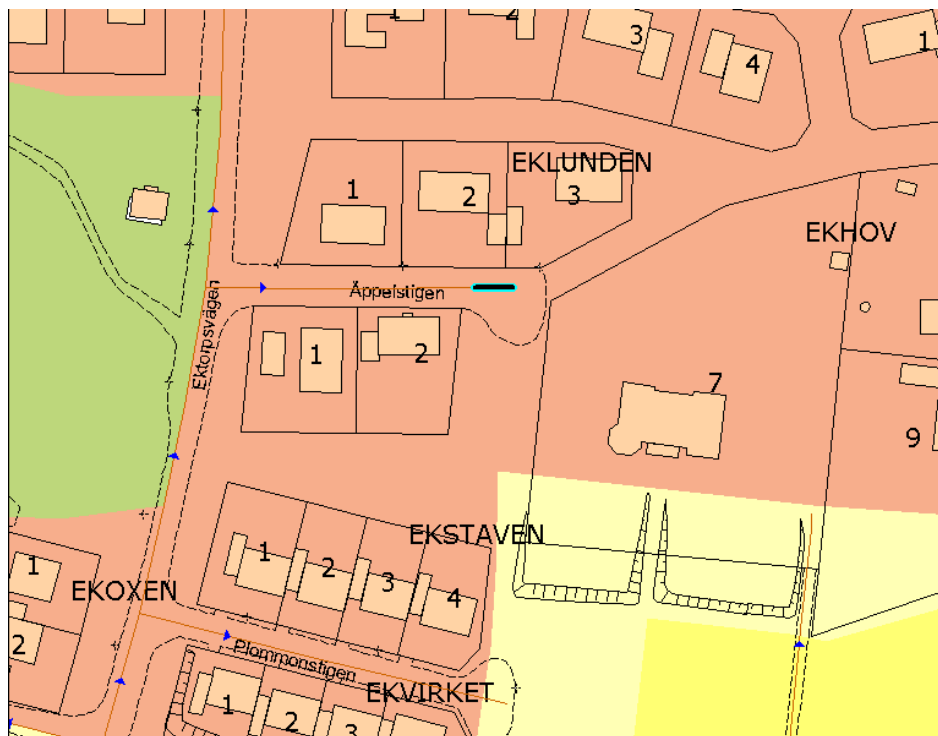 1
2
3
4
1
EKLUNDEN
1
2
3
EKHOV
Äppelstigen
Ektorpsvägen
1
2
7
9
EKSTAVEN
1
2
3
4
1
EKOXEN
2
Plommonstigen
EKVIRKET
1
2
3